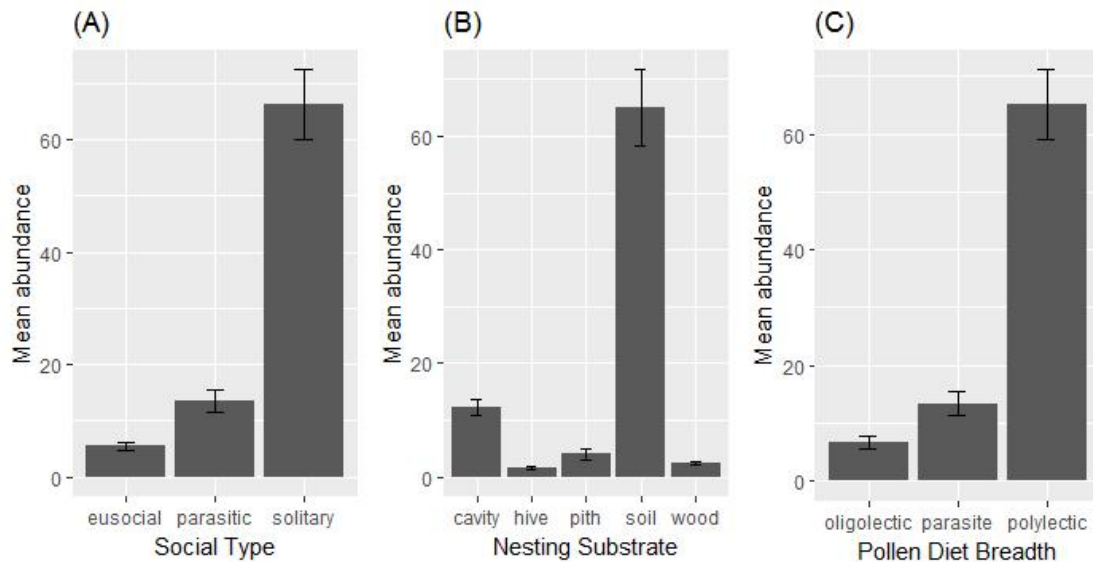 (A)
Mean abundance
60
40
20
0
eusocial parasitic solitary
Social Type
(B)
Mean abundance
60
40
20
0
cavity hive pith soil wood
Nesting Substrate
(C)
Mean abundance
60
40
20
0
oligolectic parasite polylectic
Pollen Diet Breadth